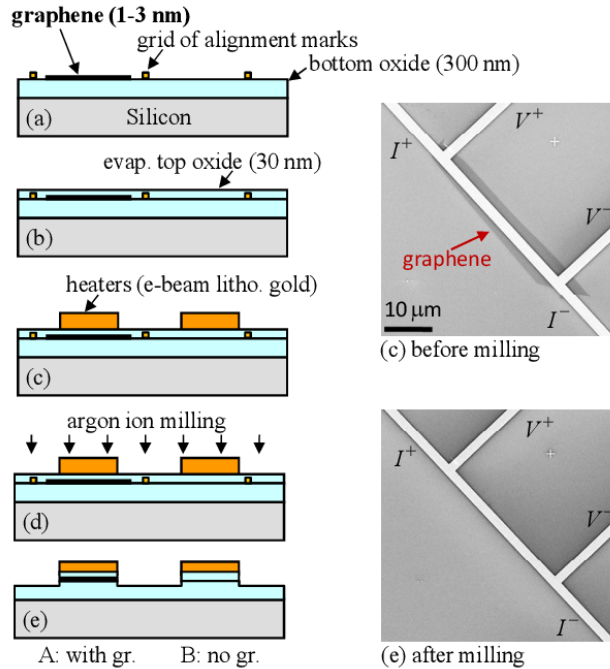 graphene (1-3 nm)
grid of alignment marks
bottom oxide (300 nm)
(a)
Silicon
evap. top oxide (30 nm)
(b)
heaters (e-beam litho. gold)
(c)
argon ion milling
(d)
(e)
A: with gr.
B: no gr.
I+
V+
V−
graphene
I−
10 μm
(c) before milling
I+
V+
V−
I−
(e) after milling